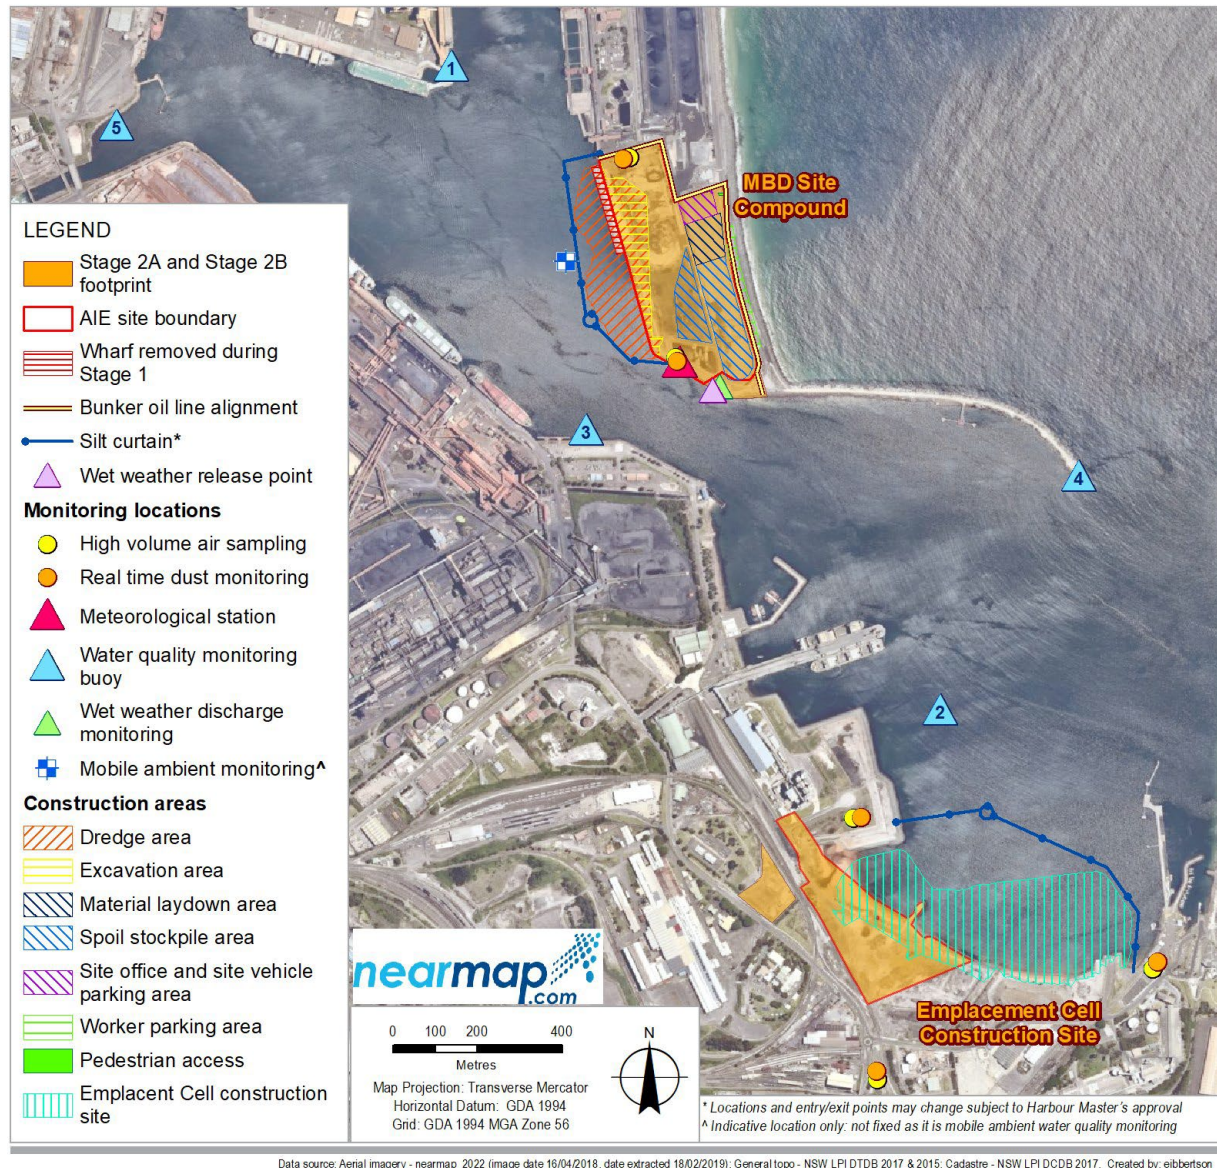 1
5
MBD Site
Compound
3
4
2
Emplacement Cell
Construction Site
LEGEND
Stage 2A and Stage 2B
footprint
AIE site boundary
Wharf removed during
Stage 1
Bunker oil line alignment
Silt curtain*
Wet weather release point
Monitoring locations
High volume air sampling
Real time dust monitoring
Meteorological station
Water quality monitoring
buoy
Wet weather discharge
monitoring
Mobile ambient monitoring^
Construction areas
Dredge area
Excavation area
Material laydown area
Spoil stockpile area
Site office and site vehicle
parking area
Worker parking area
Pedestrian access
Emplacent Cell construction
site
nearmap
.com
0 100 200 400
Metres
Map Projection: Transverse Mercator
Horizontal Datum: GDA 1994
Grid: GDA 1994 MGA Zone 56
N
* Locations and entry/exit points may change subject to Harbour Master's approval
^ Indicative location only: not fixed as it is mobile ambient water quality monitoring
Data source: Aerial imagery - nearmap 2022 (image date 16/04/2018, date extracted 18/02/2019); General topo - NSW LPI DTDB 2017 & 2015; Cadastre - NSW LPI DCDB 2017. Created by: eibbertson